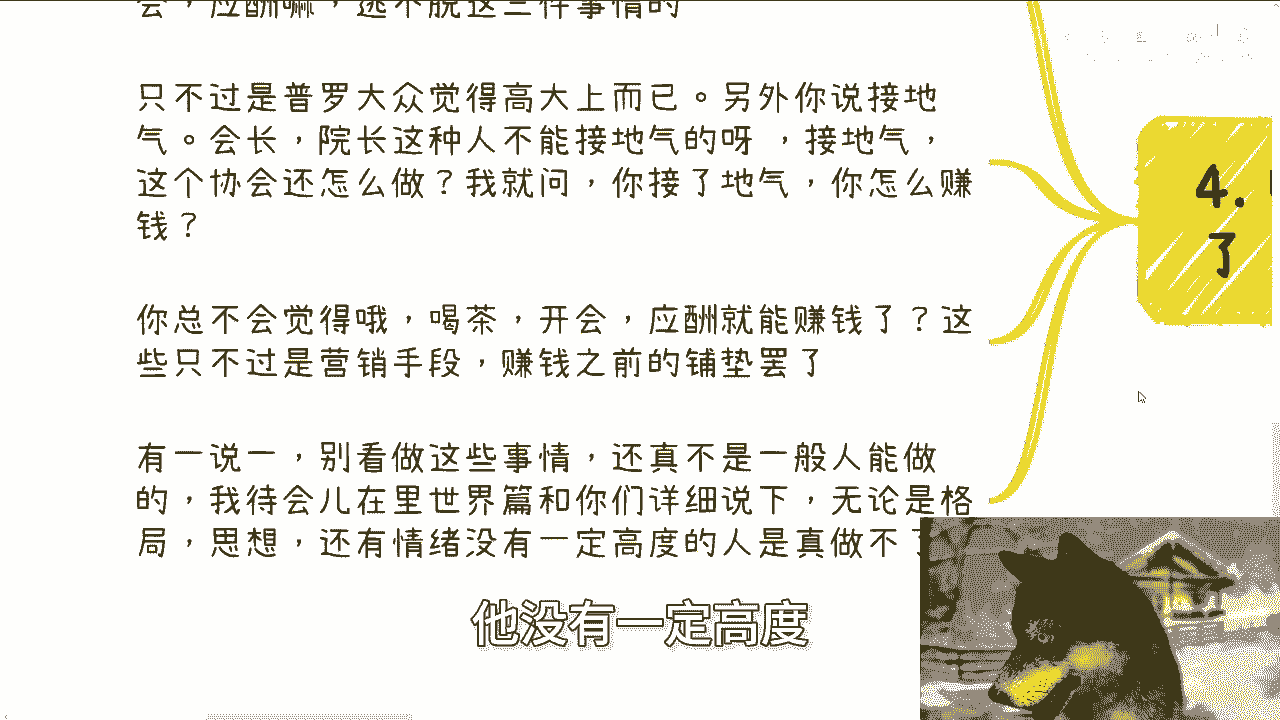 会，应酬嘛，逃不脱这三件事情的
只不过是普罗大众觉得高大上而已。另外你说接地
气。会长，院长这种人不能接地气的呀 ，接地气，
这个协会还怎么做？我就问，你接了地气，你怎么赚
钱？
你总不会觉得哦，喝茶，开会，应酬就能赚钱了？这
些只不过是营销手段，赚钱之前的铺垫罢了
有一说一，别看做这些事情，还真不是一般人能做
的，我待会儿在里世界篇和你们详细说下，无论是格
局，思想，还有情绪没有一定高度的人是真做不
4.
了
他没有一定高度